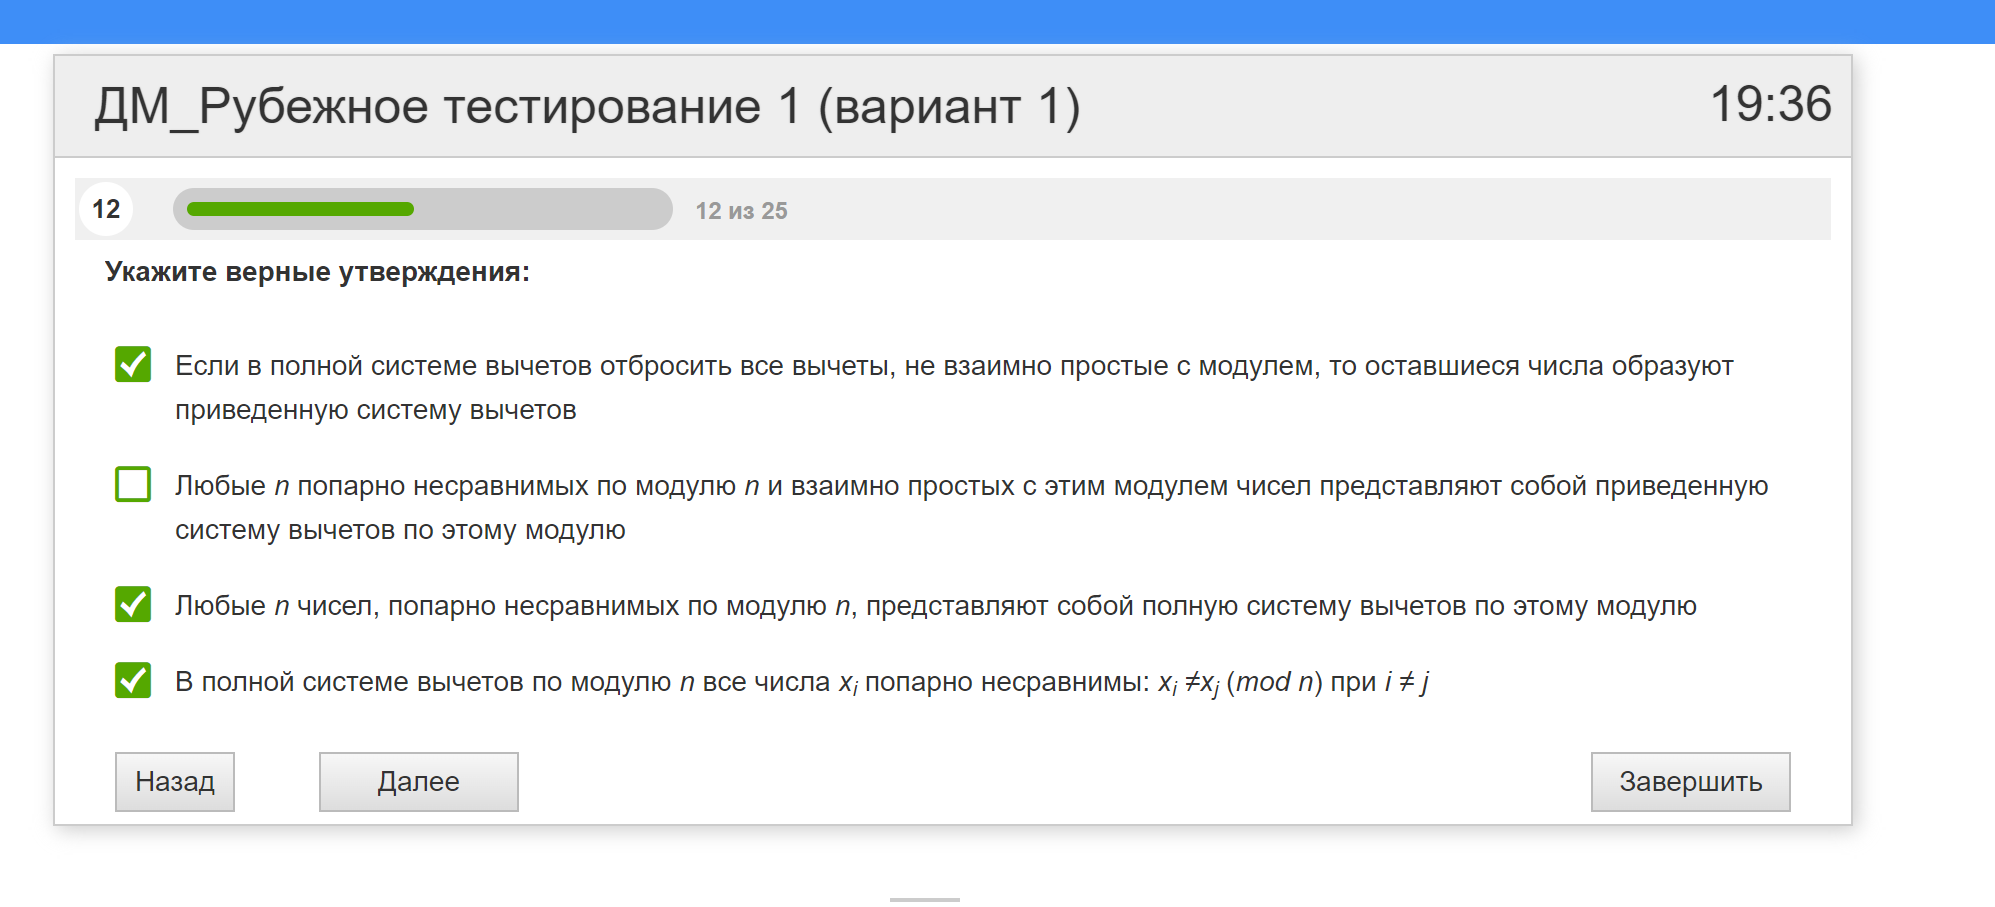 ДМ_Рубежное тестирование 1 (вариант 1)
19:36
12
12 из 25
Укажите верные утверждения:
Если в полной системе вычетов отбросить все вычеты, не взаимно простые с модулем, то оставшиеся числа образуют
приведенную систему вычетов
Любые n попарно несравнимых по модулю n и взаимно простых с этим модулем чисел представляют собой приведенную
систему вычетов по этому модулю
Любые n чисел, попарно несравнимых по модулю n, представляют собой полную систему вычетов по этому модулю
В полной системе вычетов по модулю n все числа xi попарно несравнимы: xi ≠xj (mod n) при i ≠ j
Назад
Далее
Завершить